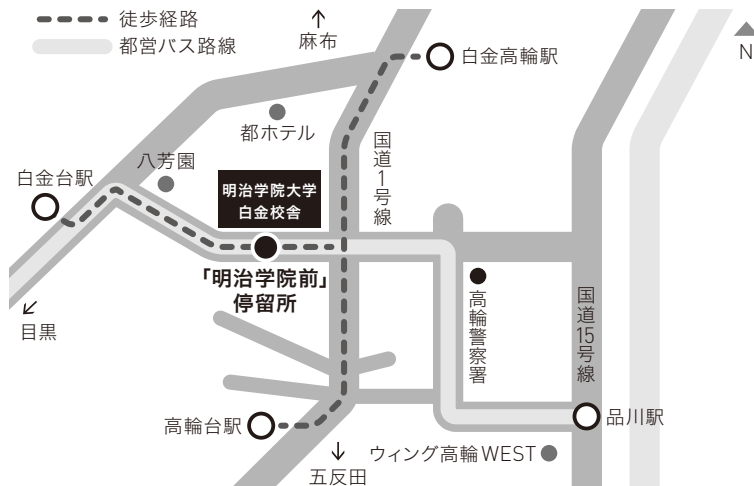 徒歩経路
都営バス路線
麻布
白金高輪駅
N
都ホテル
国道1号線
八芳園
白金台駅
明治学院大学
白金校舎
「明治学院前」
停留所
高輪警察署
国道15号線
目黒
高輪台駅
品川駅
ウィング高輪WEST
五反田